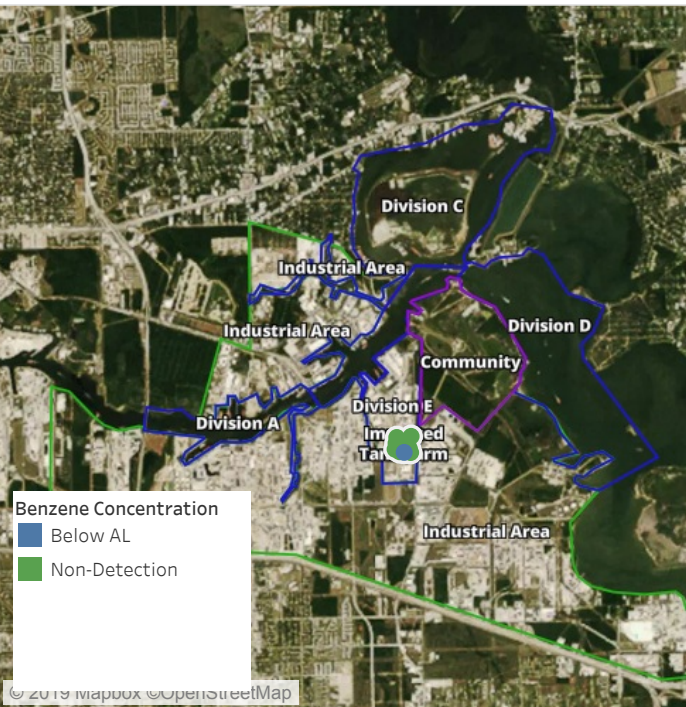 Division C
Industrial Area
Division D
Industrial Area
Community
Division E
Division A
Industrial Area
Benzene Concentration
Below AL
Non-Detection
© 2019 Mapbox ©OpenStreetMap